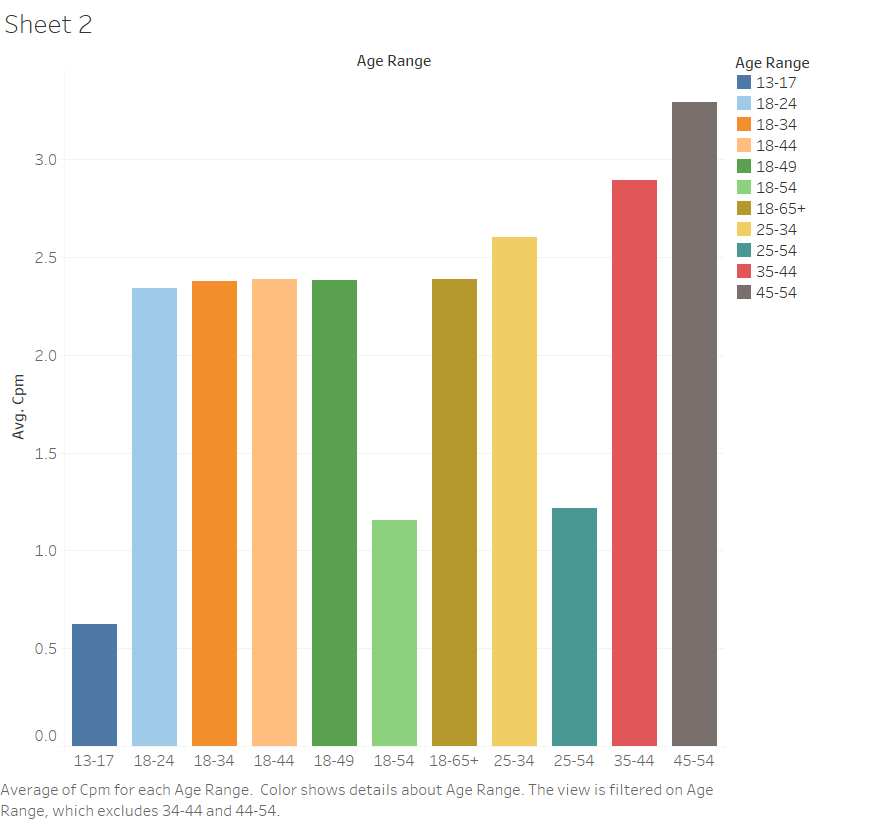 Sheet 2
Age Range
Age Range
13-17
18-24
18-34
18-44
18-49
18-54
18-65+
25-34
25-54
35-44
45-54
3.0
2.5
2.0
1.5
1.0
0.5
0.0
Avg. Cpm
13-17 18-24 18-34 18-44 18-49 18-54 18-65+ 25-34 25-54 35-44 45-54
Average of Cpm for each Age Range.  Color shows details about Age Range. The view is filtered on Age
Range, which excludes 34-44 and 44-54.